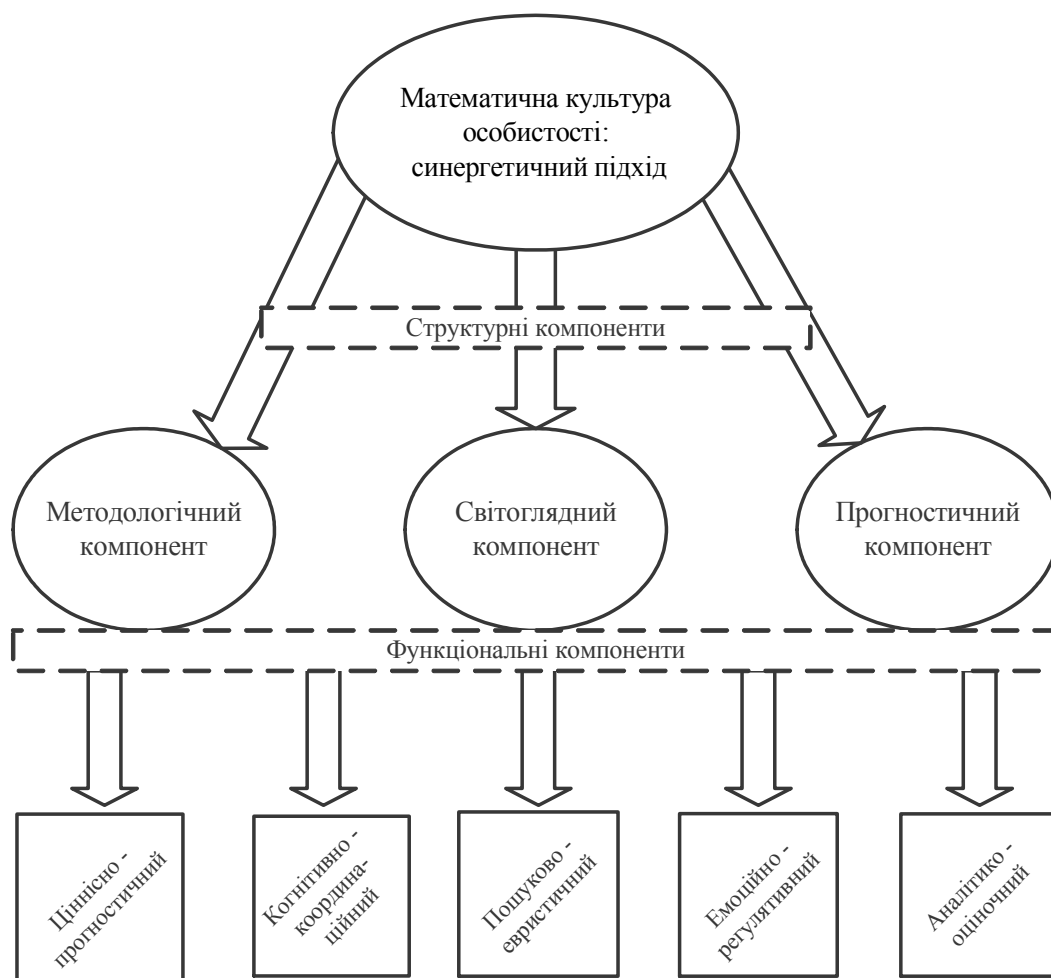 Математична культура
особистості:
синергетичний підхід
Структурні компоненти
Методологічний
компонент
Світоглядний
компонент
Прогностичний
компонент
Функціональні компоненти
Ціннісно -
прогностичний
Когнітивно -
координа-
ційний
Пошуково -
евристичний
Емоційно -
регулятивний
Аналітико -
оціночний